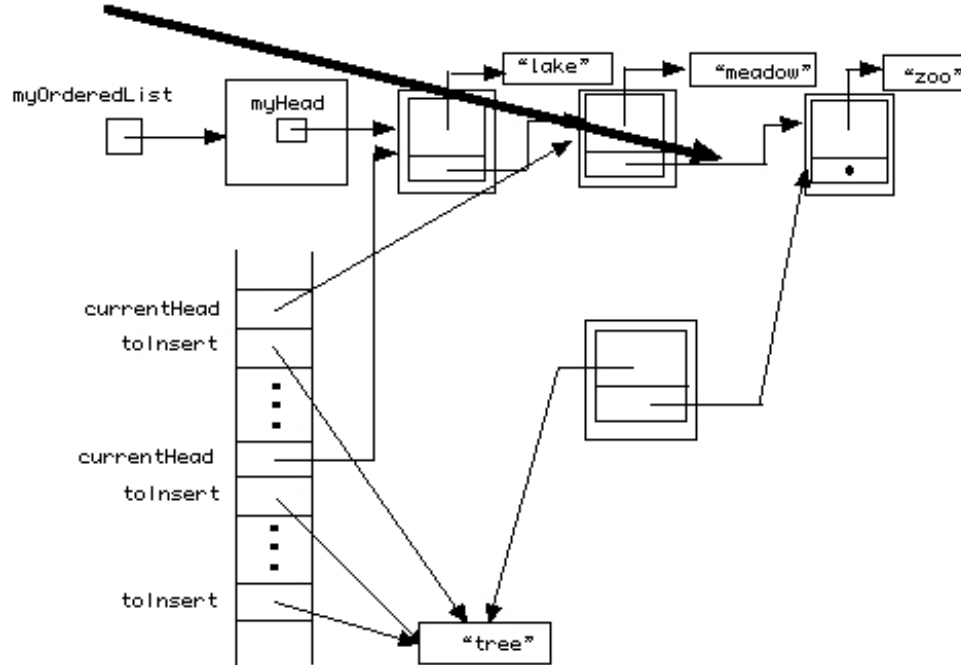 "lake"
"meadow"
"zoo"
myOrderedList
myHead
currentHead
toInsert
currentHead
toInsert
toInsert
"tree"